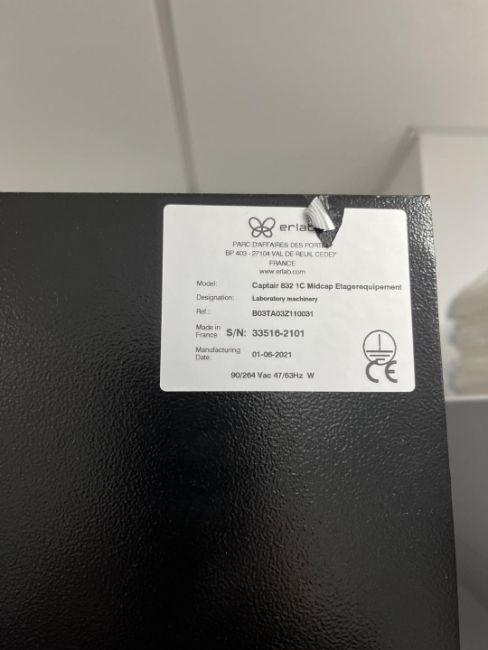 erlab
PARC D'AFFAIRES DES PORTES
BP 403 - 27104 VAL DE REUIL CEDEX
FRANCE
www.erlab.com
Model: Captair 832 1C Midcap Etagerequipement
Designation: Laboratory machinery
Ref.: B03TA03Z110031
Made in France S/N: 33516-2101
Manufacturing Date: 01-06-2021
CE
90/264 Vac 47/63Hz W